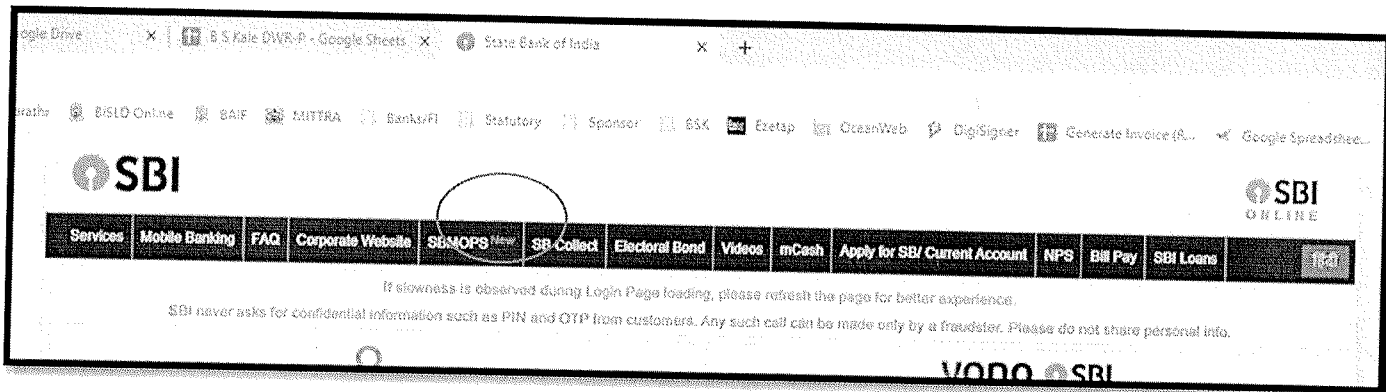 ogle Drive × B S Kale DWR-P - Google Sheets × State Bank of India × +
BISLD Online BAIF MITTRA Banks/FI Statutory Sponsor BSK Ezetap OceanWeb DigiSigner Generate Invoice (R... Google Spreadshee...
SBI
SBI
ONLINE
Services Mobile Banking FAQ Corporate Website SBMOPS New SB Collect Electoral Bond Videos mCash Apply for SB/ Current Account NPS Bill Pay SBI Loans हिंदी
If slowness is observed during Login Page loading, please refresh the page for better experience.
SBI never asks for confidential information such as PIN and OTP from customers. Any such call can be made only by a fraudster. Please do not share personal info.
YONO SBI